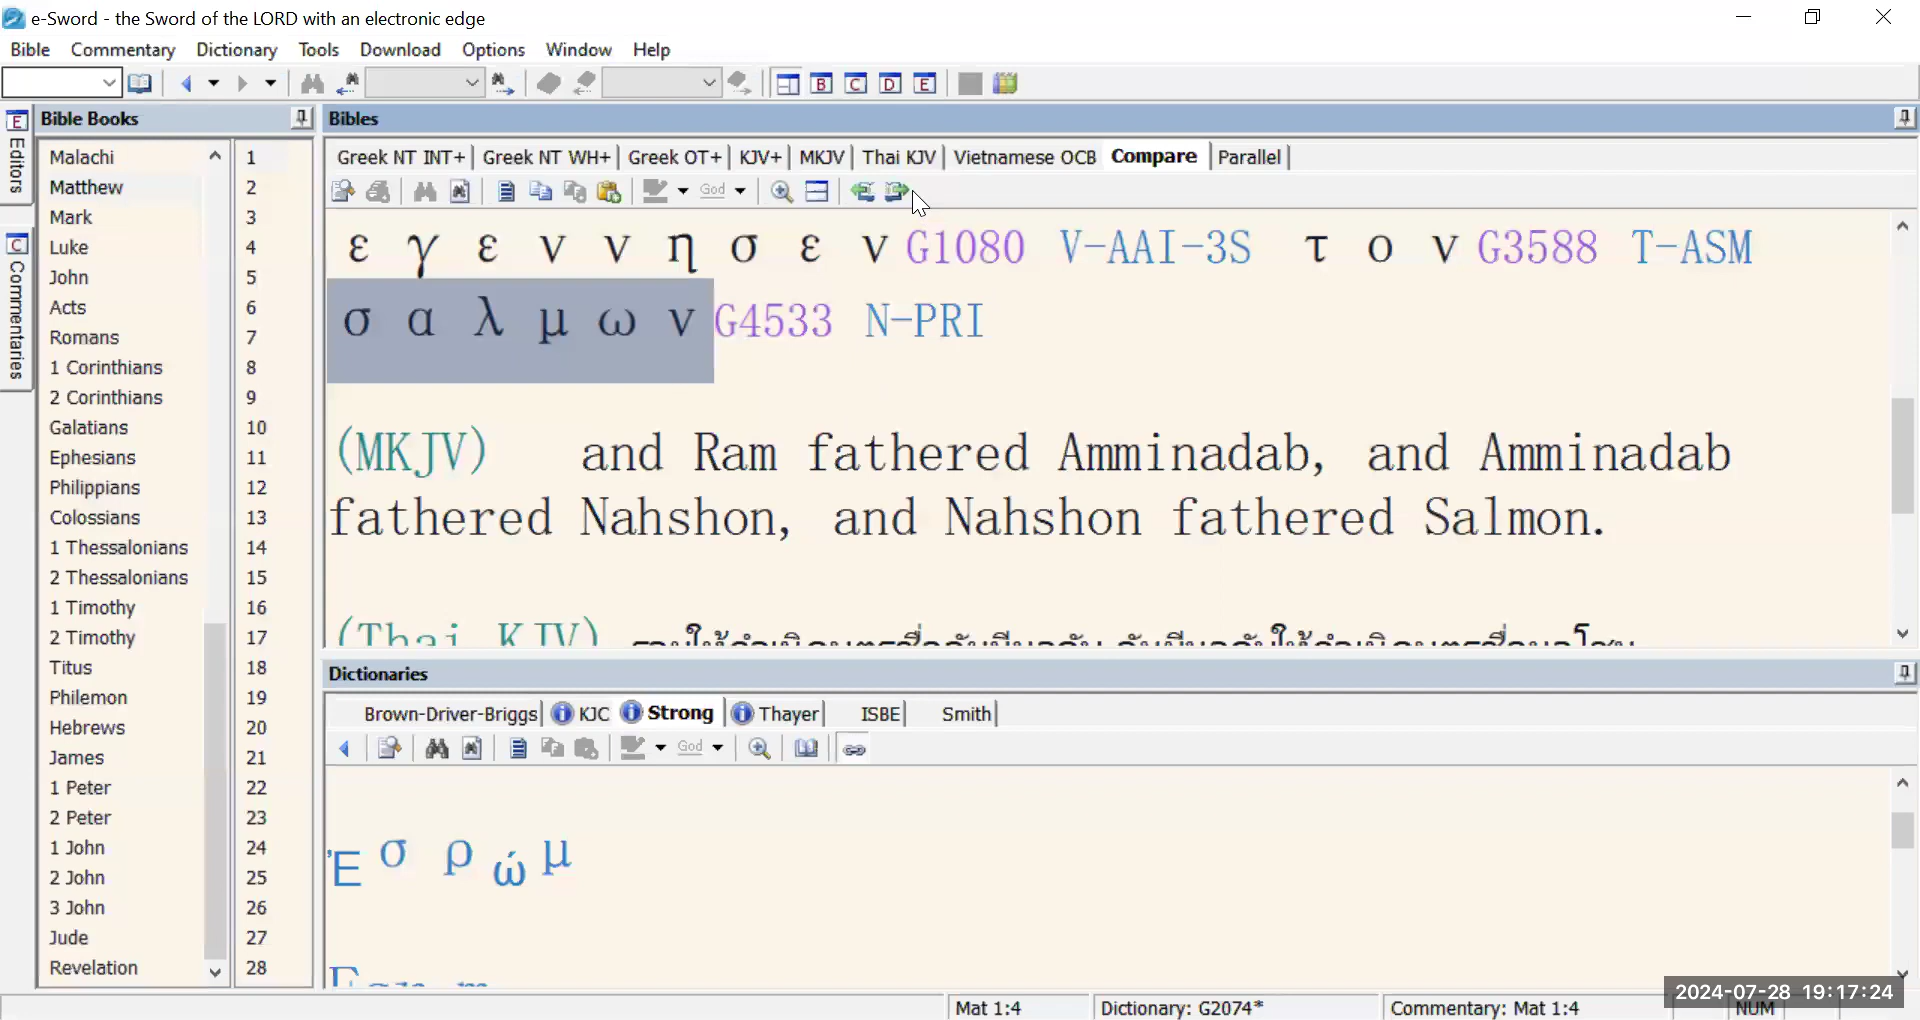 e-Sword - the Sword of the LORD with an electronic edge
Bible Commentary Dictionary Tools Download Options Window Help
B C D E
E Editors
C Commentaries
Bible Books
Malachi 1
Matthew 2
Mark 3
Luke 4
John 5
Acts 6
Romans 7
1 Corinthians 8
2 Corinthians 9
Galatians 10
Ephesians 11
Philippians 12
Colossians 13
1 Thessalonians 14
2 Thessalonians 15
1 Timothy 16
2 Timothy 17
Titus 18
Philemon 19
Hebrews 20
James 21
1 Peter 22
2 Peter 23
1 John 24
2 John 25
3 John 26
Jude 27
Revelation 28
Bibles
Greek NT INT+ Greek NT WH+ Greek OT+ KJV+ MKJV Thai KJV Vietnamese OCB Compare Parallel
God
ε γ ε ν ν η σ ε ν G1080 V-AAI-3S τ ο ν G3588 T-ASM
σ α λ μ ω ν G4533 N-PRI
(MKJV) and Ram fathered Amminadab, and Amminadab
fathered Nahshon, and Nahshon fathered Salmon.
(Thai KJV)
Dictionaries
Brown-Driver-Briggs KJC Strong Thayer ISBE Smith
God
Ἐ σ ρ ώ μ
Mat 1:4 Dictionary: G2074* Commentary: Mat 1:4 NUM
2024-07-28 19:17:24